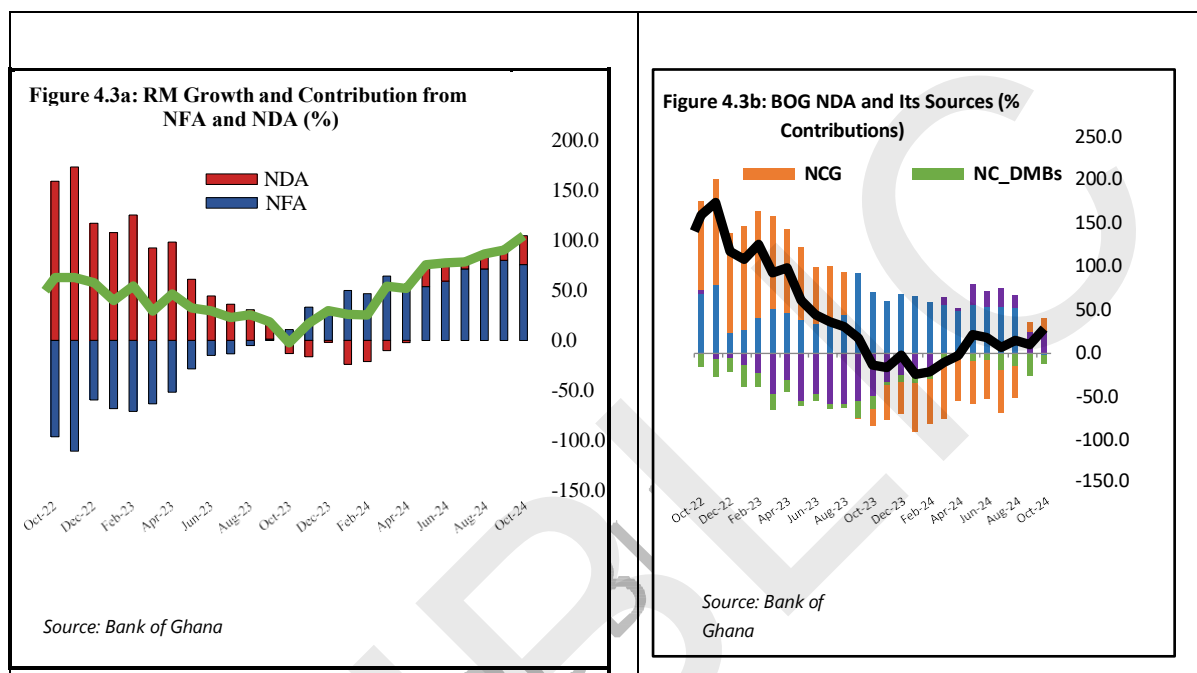 Figure 4.3a: RM Growth and Contribution from
NFA and NDA (%)
200.0
150.0
100.0
50.0
0.0
-50.0
-100.0
-150.0
NDA
NFA
Oct-22
Dec-22
Feb-23
Apr-23
Jun-23
Aug-23
Oct-23
Dec-23
Feb-24
Apr-24
Jun-24
Aug-24
Oct-24
Source: Bank of Ghana
Figure 4.3b: BOG NDA and Its Sources (%
Contributions)
250.0
200.0
150.0
100.0
50.0
0.0
-50.0
-100.0
-150.0
NCG
NC_DMBs
Oct-22
Dec-22
Feb-23
Apr-23
Jun-23
Aug-23
Oct-23
Dec-23
Feb-24
Apr-24
Jun-24
Aug-24
Oct-24
Source: Bank of
Ghana